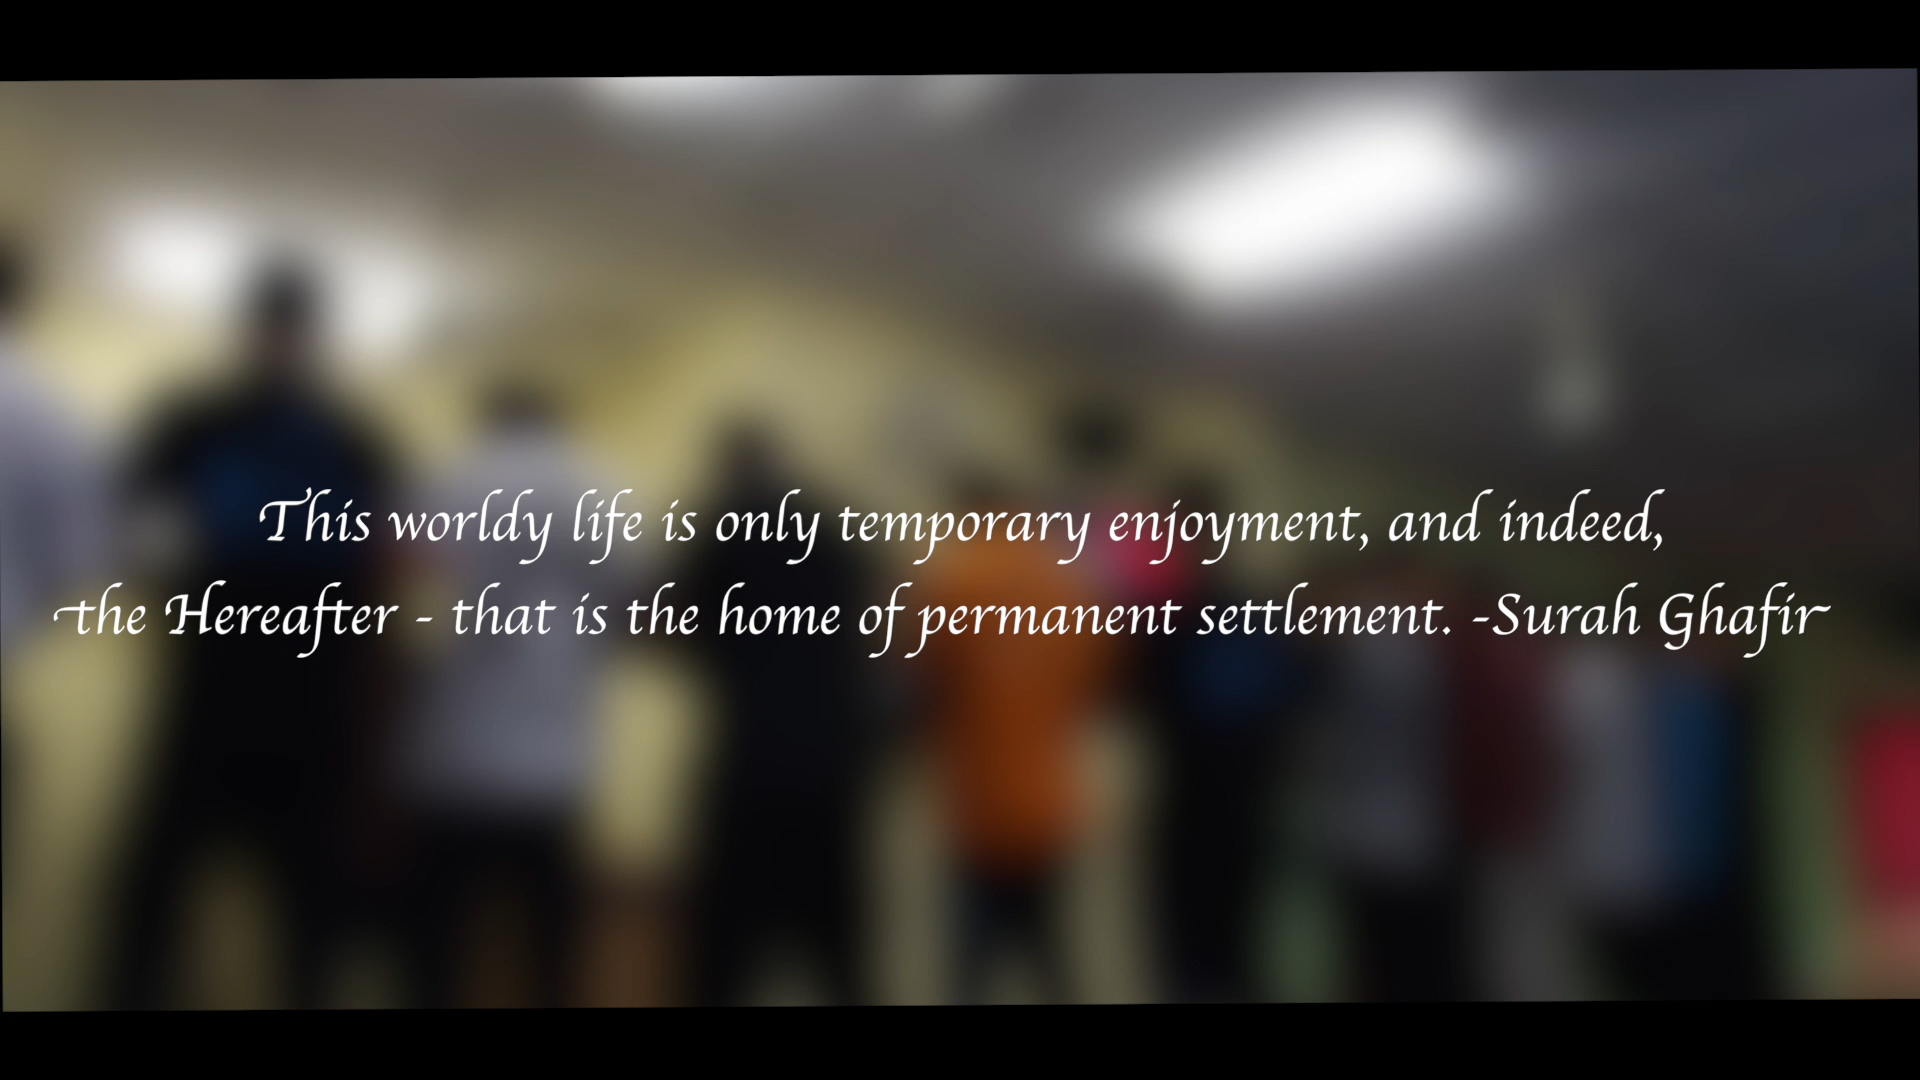 This worldy life is only temporary enjoyment, and indeed,
the Hereafter - that is the home of permanent settlement. -Surah Ghafir